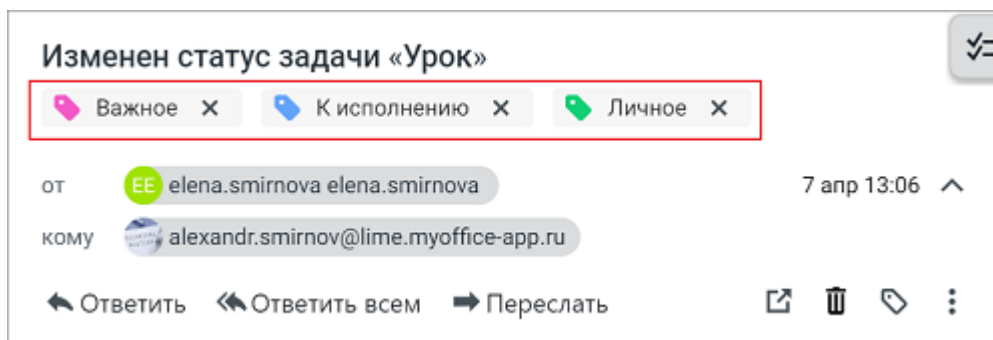 Изменен статус задачи «Урок»
Важное × К исполнению × Личное ×
от EE elena.smirnova elena.smirnova 7 апр 13:06
кому alexandr.smirnov@lime.myoffice-app.ru
Ответить Ответить всем Переслать